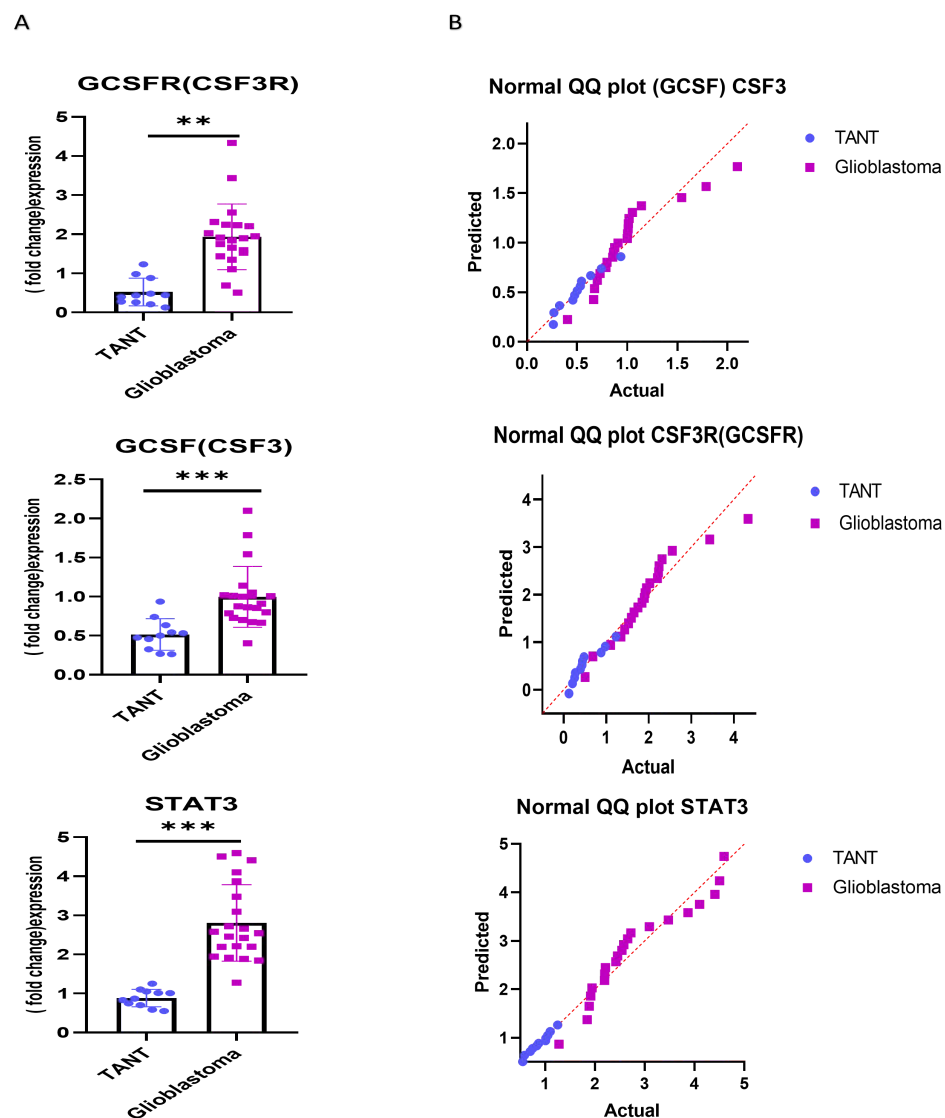 A
B
GCSFR(CSF3R)
**
(fold change)expression
5
4
3
2
1
0
TANT
Glioblastoma
Normal QQ plot (GCSF) CSF3
TANT
Glioblastoma
Predicted
2.0
1.5
1.0
0.5
0.0
0.0 0.5 1.0 1.5 2.0
Actual
GCSF(CSF3)
***
(fold change)expression
2.5
2.0
1.5
1.0
0.5
0.0
TANT
Glioblastoma
Normal QQ plot CSF3R(GCSFR)
TANT
Glioblastoma
Predicted
4
3
2
1
0
0 1 2 3 4
Actual
STAT3
***
(fold change)expression
5
4
3
2
1
0
TANT
Glioblastoma
Normal QQ plot STAT3
TANT
Glioblastoma
Predicted
5
4
3
2
1
1 2 3 4 5
Actual